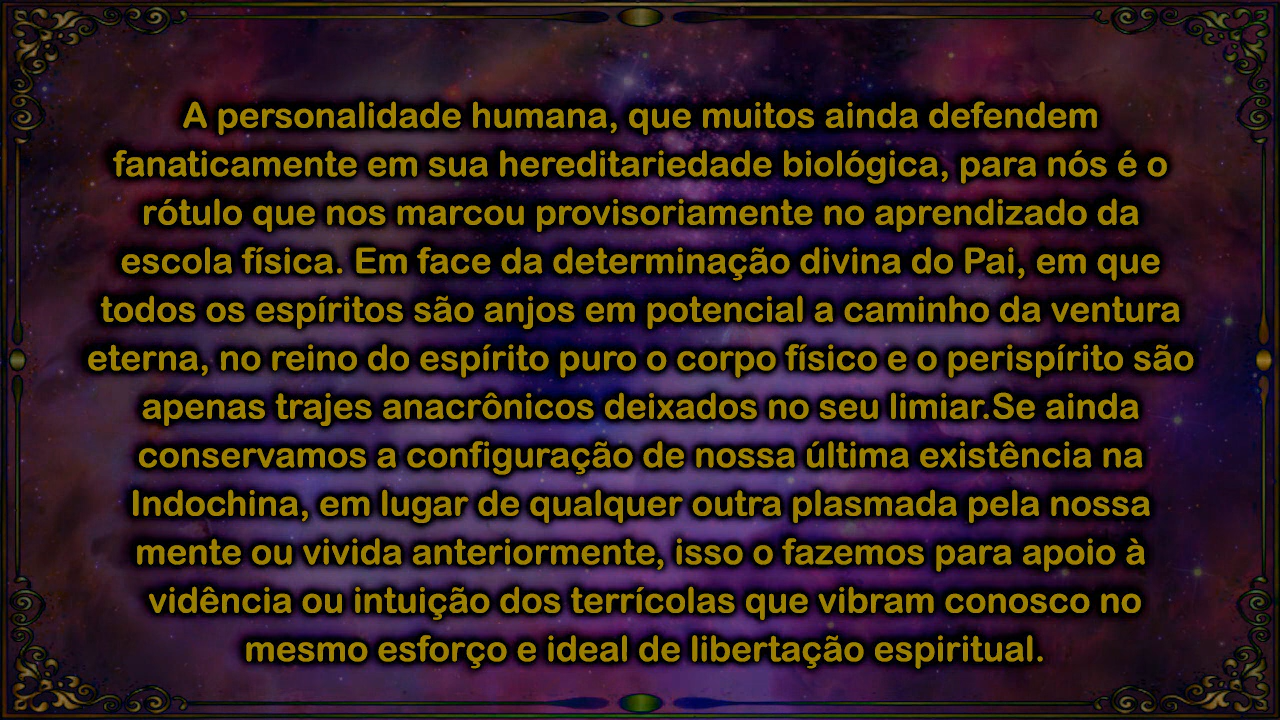 A personalidade humana, que muitos ainda defendem
fanaticamente em sua hereditariedade biológica, para nós é o
rótulo que nos marcou provisoriamente no aprendizado da
escola física. Em face da determinação divina do Pai, em que
todos os espíritos são anjos em potencial a caminho da ventura
eterna, no reino do espírito puro o corpo físico e o perispírito são
apenas trajes anacrônicos deixados no seu limiar.Se ainda
conservamos a configuração de nossa última existência na
Indochina, em lugar de qualquer outra plasmada pela nossa
mente ou vivida anteriormente, isso o fazemos para apoio à
vidência ou intuição dos terrícolas que vibram conosco no
mesmo esforço e ideal de libertação espiritual.